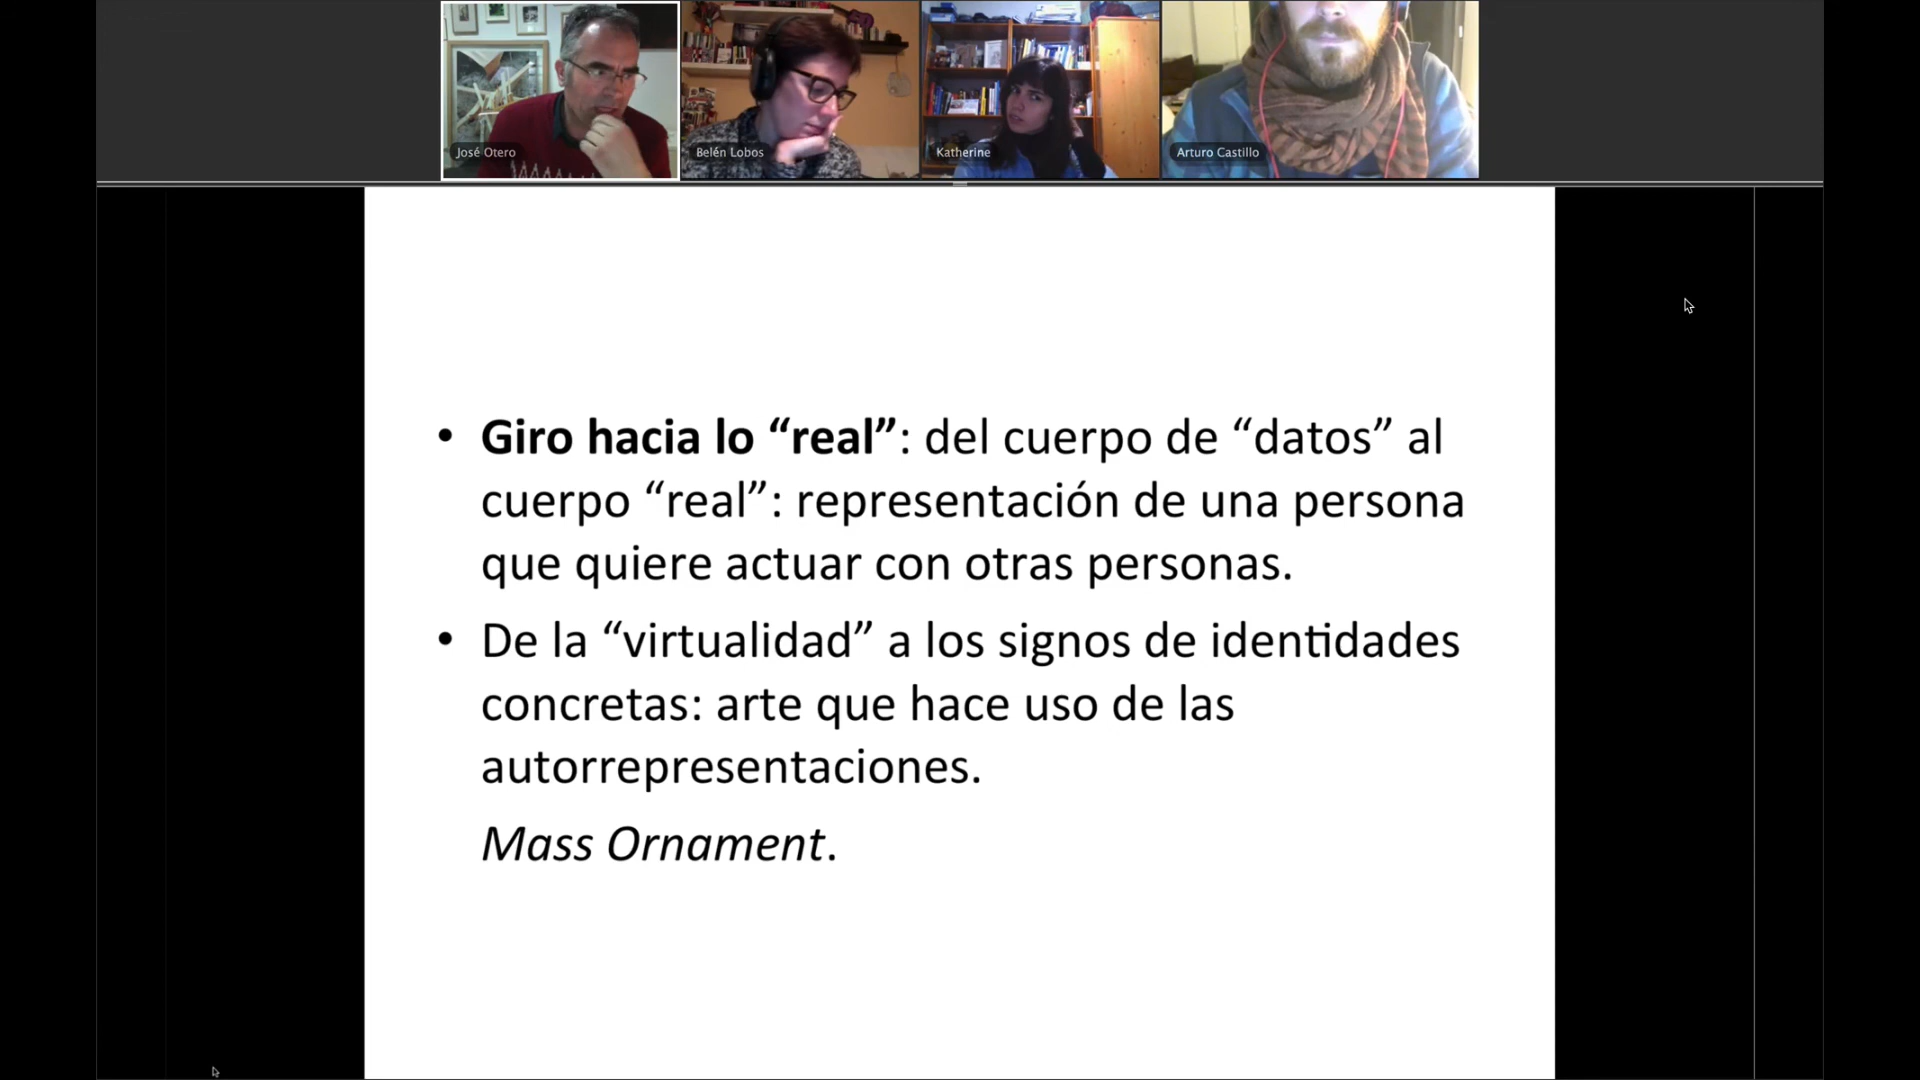 José Otero
Belén Lobos
Katherine
Arturo Castillo
• Giro hacia lo “real”: del cuerpo de “datos” al
cuerpo “real”: representación de una persona
que quiere actuar con otras personas.
• De la “virtualidad” a los signos de identidades
concretas: arte que hace uso de las
autorrepresentaciones.
Mass Ornament.